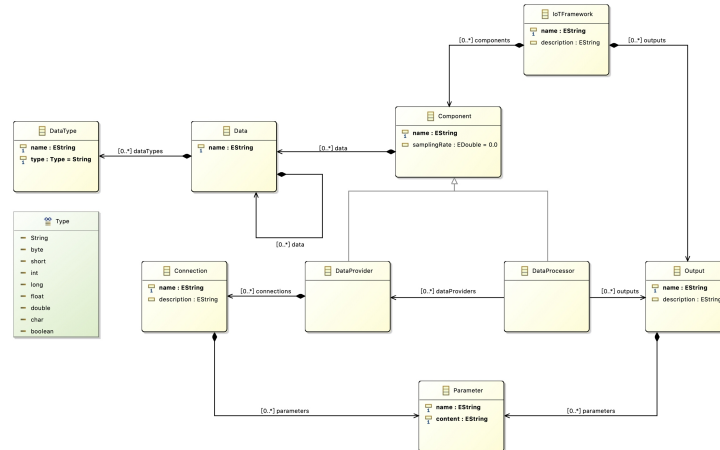 IoTFramework
name : EString
description : EString
[0..*] components
[0..*] outputs
Component
name : EString
samplingRate : EDouble = 0.0
DataType
name : EString
type : Type = String
[0..*] dataTypes
Data
name : EString
[0..*] data
[0..*] data
Type
String
byte
short
int
long
float
double
char
boolean
Connection
name : EString
description : EString
[0..*] connections
DataProvider
[0..*] dataProviders
DataProcessor
[0..*] outputs
Output
name : EString
description : EString
[0..*] parameters
Parameter
name : EString
content : EString
[0..*] parameters